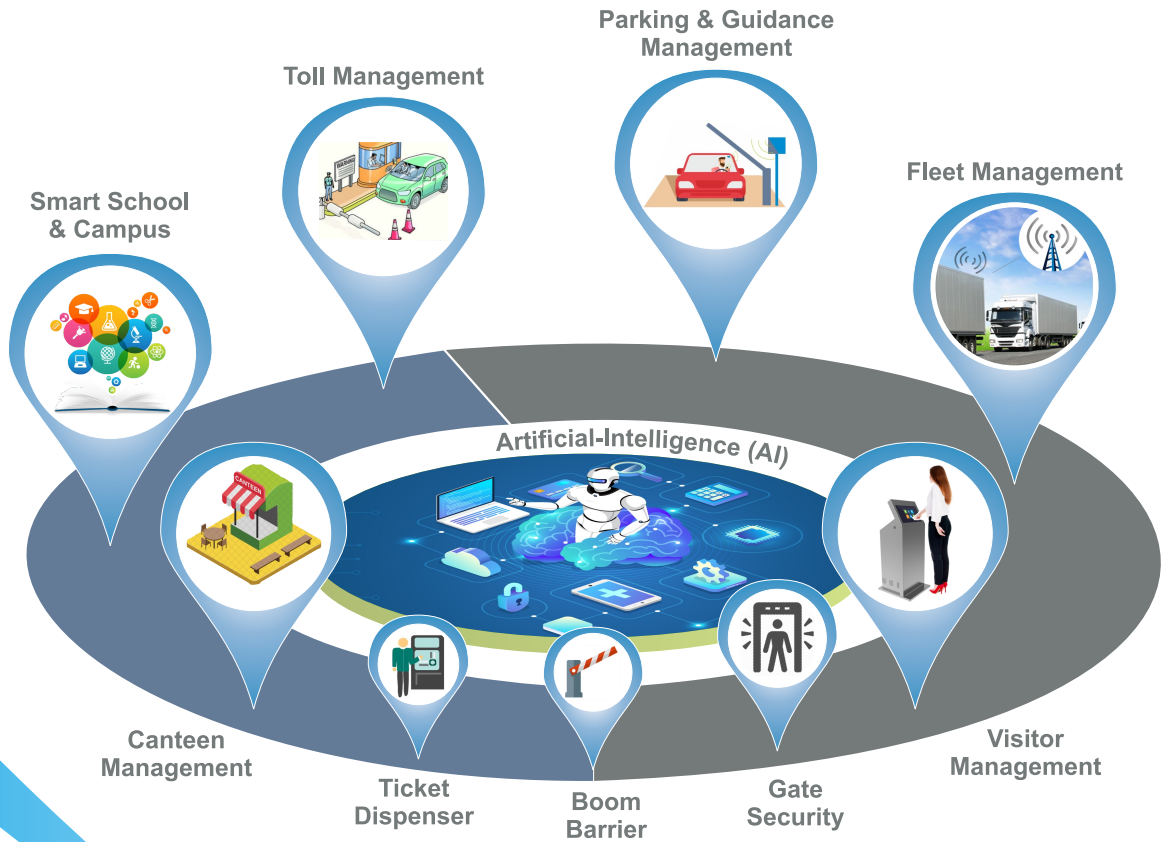 Parking & Guidance
Management
Toll Management
Fleet Management
Smart School
& Campus
Artificial-Intelligence (AI)
CANTEEN
Canteen
Management
Visitor
Management
Ticket
Dispenser
Boom
Barrier
Gate
Security